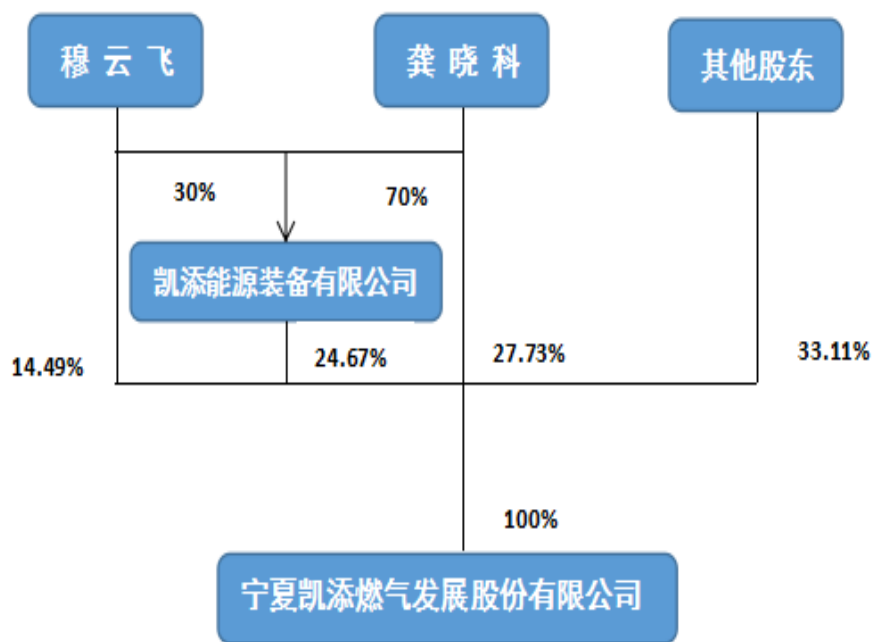 穆 云 飞
龚 晓 科
其他股东
30%
70%
凯添能源装备有限公司
14.49%
24.67%
27.73%
33.11%
100%
宁夏凯添燃气发展股份有限公司